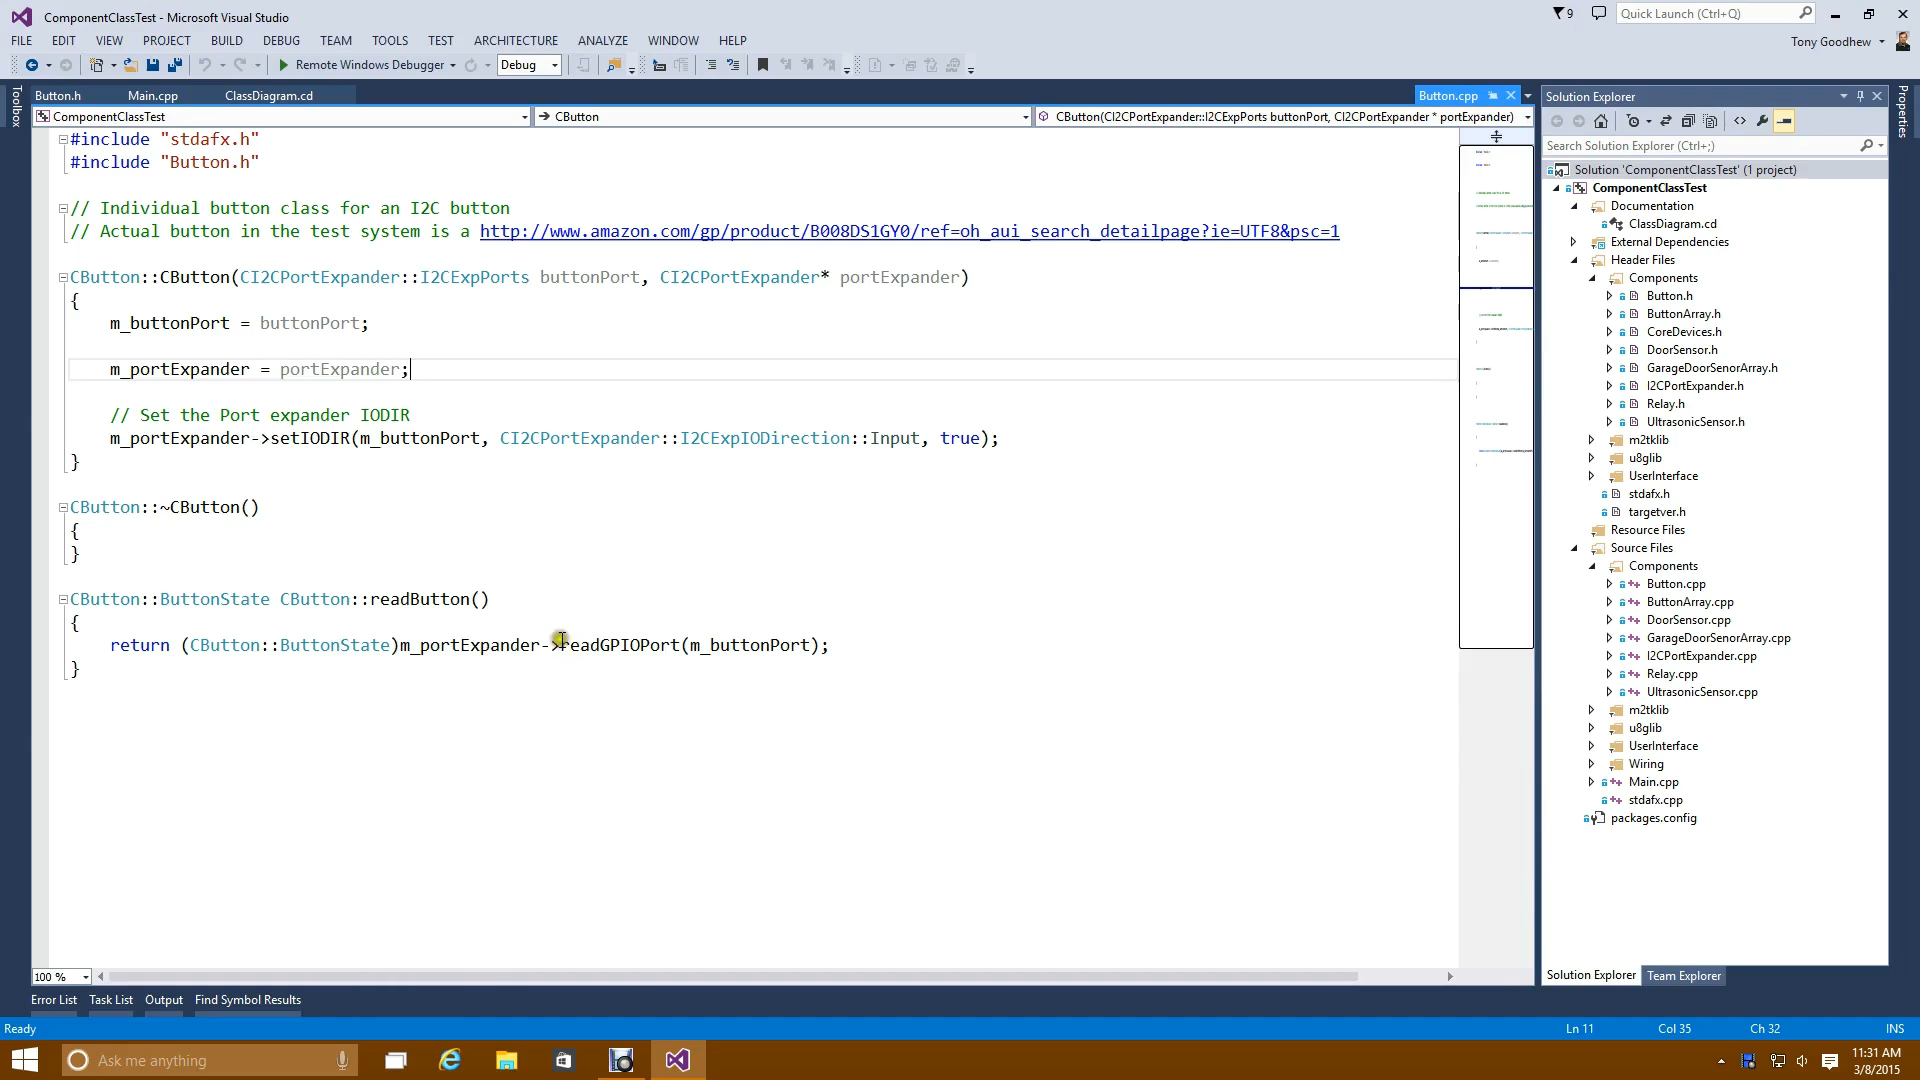 ComponentClassTest - Microsoft Visual Studio
9
Quick Launch (Ctrl+Q)
FILE EDIT VIEW PROJECT BUILD DEBUG TEAM TOOLS TEST ARCHITECTURE ANALYZE WINDOW HELP
Tony Goodhew
Remote Windows Debugger
Debug
Toolbox
Button.h Main.cpp ClassDiagram.cd Button.cpp
ComponentClassTest
CButton
CButton(CI2CPortExpander::I2CExpPorts buttonPort, CI2CPortExpander * portExpander)
#include "stdafx.h"
#include "Button.h"
// Individual button class for an I2C button
// Actual button in the test system is a http://www.amazon.com/gp/product/B008DS1GY0/ref=oh_aui_search_detailpage?ie=UTF8&psc=1
CButton::CButton(CI2CPortExpander::I2CExpPorts buttonPort, CI2CPortExpander* portExpander)
{
m_buttonPort = buttonPort;
m_portExpander = portExpander;
// Set the Port expander IODIR
m_portExpander->setIODIR(m_buttonPort, CI2CPortExpander::I2CExpIODirection::Input, true);
}
CButton::~CButton()
{
}
CButton::ButtonState CButton::readButton()
{
return (CButton::ButtonState)m_portExpander->readGPIOPort(m_buttonPort);
}
100 %
Solution Explorer
Properties
Search Solution Explorer (Ctrl+;)
Solution 'ComponentClassTest' (1 project)
ComponentClassTest
Documentation
ClassDiagram.cd
External Dependencies
Header Files
Components
Button.h
ButtonArray.h
CoreDevices.h
DoorSensor.h
GarageDoorSenorArray.h
I2CPortExpander.h
Relay.h
UltrasonicSensor.h
m2tklib
u8glib
UserInterface
stdafx.h
targetver.h
Resource Files
Source Files
Components
Button.cpp
ButtonArray.cpp
DoorSensor.cpp
GarageDoorSenorArray.cpp
I2CPortExpander.cpp
Relay.cpp
UltrasonicSensor.cpp
m2tklib
u8glib
UserInterface
Wiring
Main.cpp
stdafx.cpp
packages.config
Solution Explorer Team Explorer
Error List Task List Output Find Symbol Results
Ready
Ln 11 Col 35 Ch 32 INS
Ask me anything
11:31 AM
3/8/2015